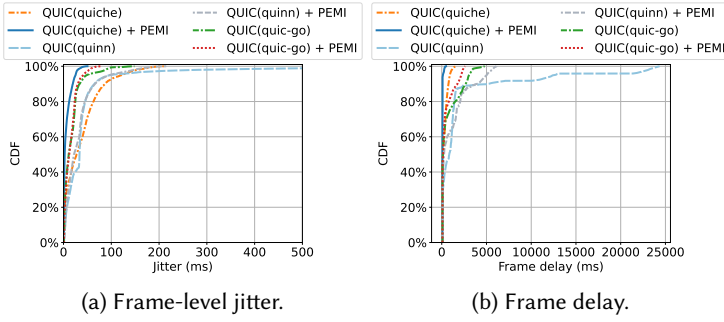 QUIC(quiche)
QUIC(quiche) + PEMI
QUIC(quinn)
QUIC(quinn) + PEMI
QUIC(quic-go)
QUIC(quic-go) + PEMI
100%
80%
60%
40%
20%
0%
CDF
0 100 200 300 400 500
Jitter (ms)
(a) Frame-level jitter.
QUIC(quiche)
QUIC(quiche) + PEMI
QUIC(quinn)
QUIC(quinn) + PEMI
QUIC(quic-go)
QUIC(quic-go) + PEMI
100%
80%
60%
40%
20%
0%
CDF
0 5000 10000 15000 20000 25000
Frame delay (ms)
(b) Frame delay.